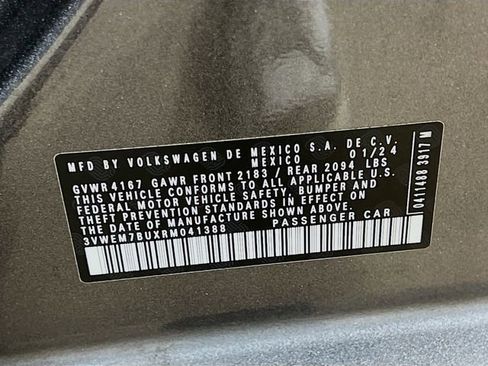 MFD BY VOLKSWAGEN DE MEXICO S.A. DE C.V.
MEXICO 01/24
GVWR 4167 GAWR FRONT 2183 / REAR 2094 LBS
THIS VEHICLE CONFORMS TO ALL APPLICABLE U.S.
FEDERAL MOTOR VEHICLE SAFETY, BUMPER AND
THEFT PREVENTION STANDARDS IN EFFECT ON
DATE OF MANUFACTURE SHOWN ABOVE.
3VWEM7BUXRM041388 PASSENGER CAR
0411488 3917 M